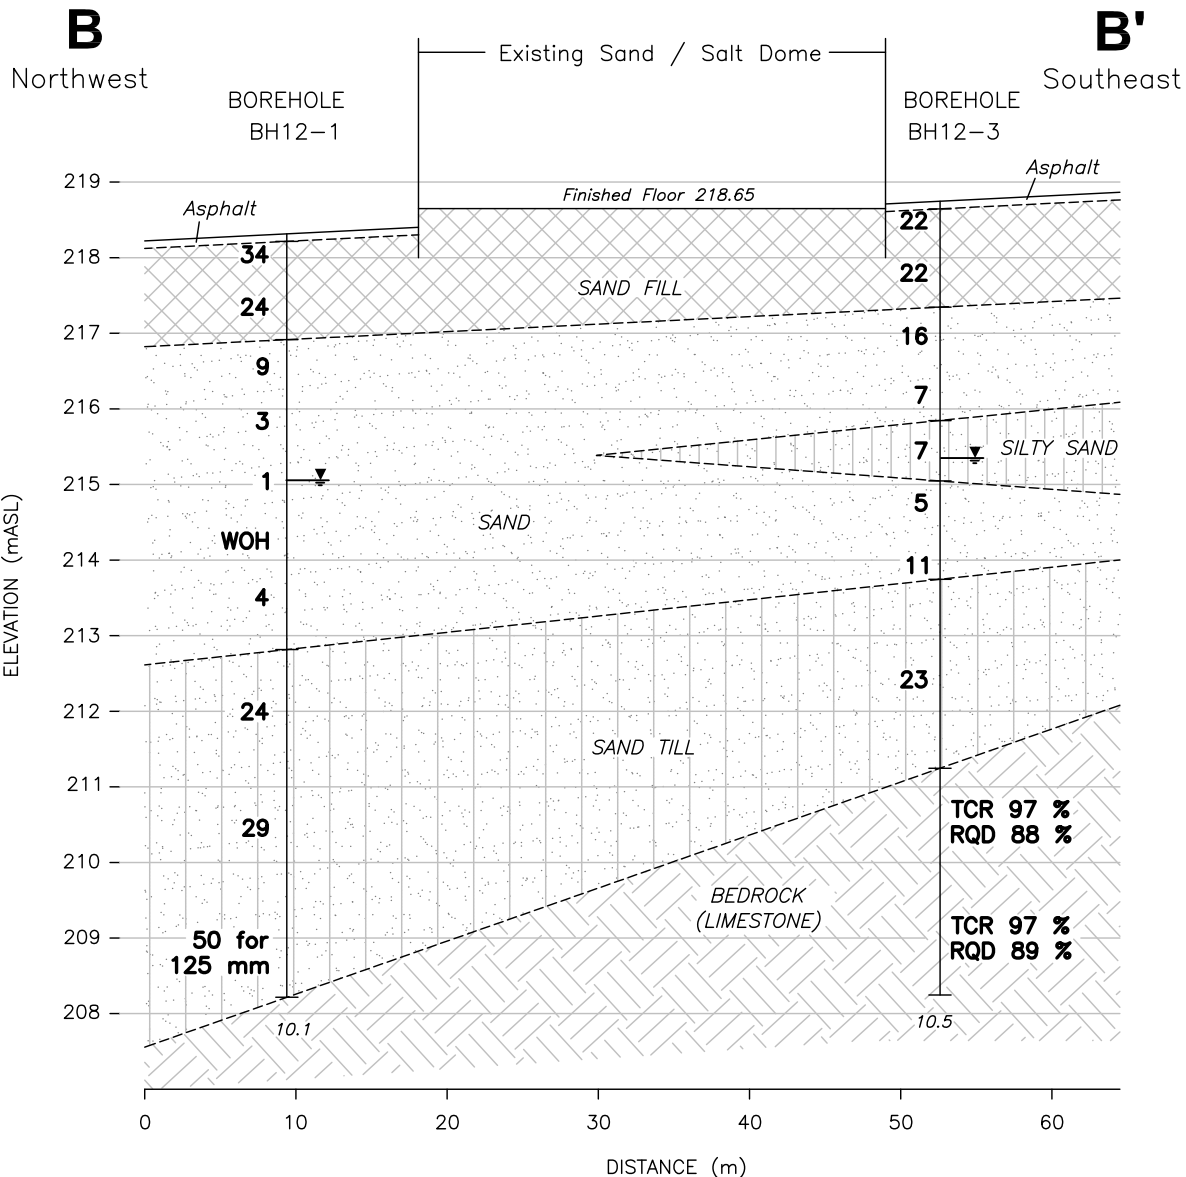 B
B'
Northwest
Existing Sand / Salt Dome
Southeast
BOREHOLE
BH12-1
BOREHOLE
BH12-3
Asphalt
219
Finished Floor 218.65
Asphalt
22
34
218
22
SAND FILL
24
217
16
9
7
216
3
7
SILTY SAND
215
1
5
SAND
WOH
214
11
4
213
23
24
212
SAND TILL
211
TCR 97 %
RQD 88 %
29
210
BEDROCK
(LIMESTONE)
TCR 97 %
RQD 89 %
50 for
125 mm
209
208
10.1
10.5
ELEVATION (mASL)
0 10 20 30 40 50 60
DISTANCE (m)